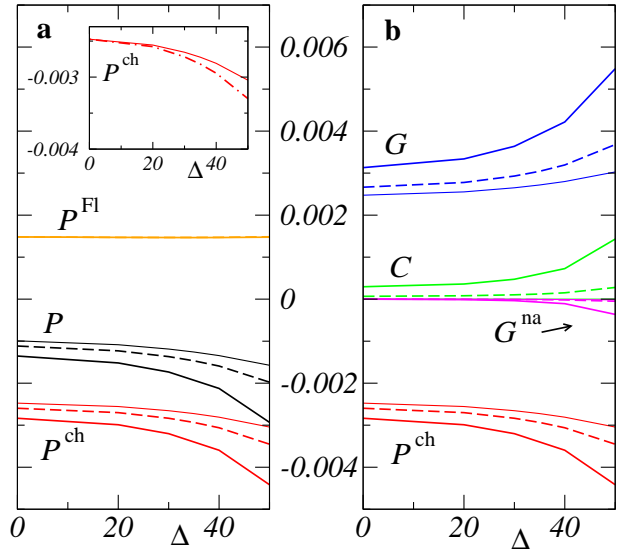 a
-0.003
P^ch
-0.004
0 20 Δ 40
P^Fl
P
P^ch
0 20 Δ 40
0.006
0.004
0.002
0
-0.002
-0.004
b
G
C
G^na
P^ch
0 20 Δ 40